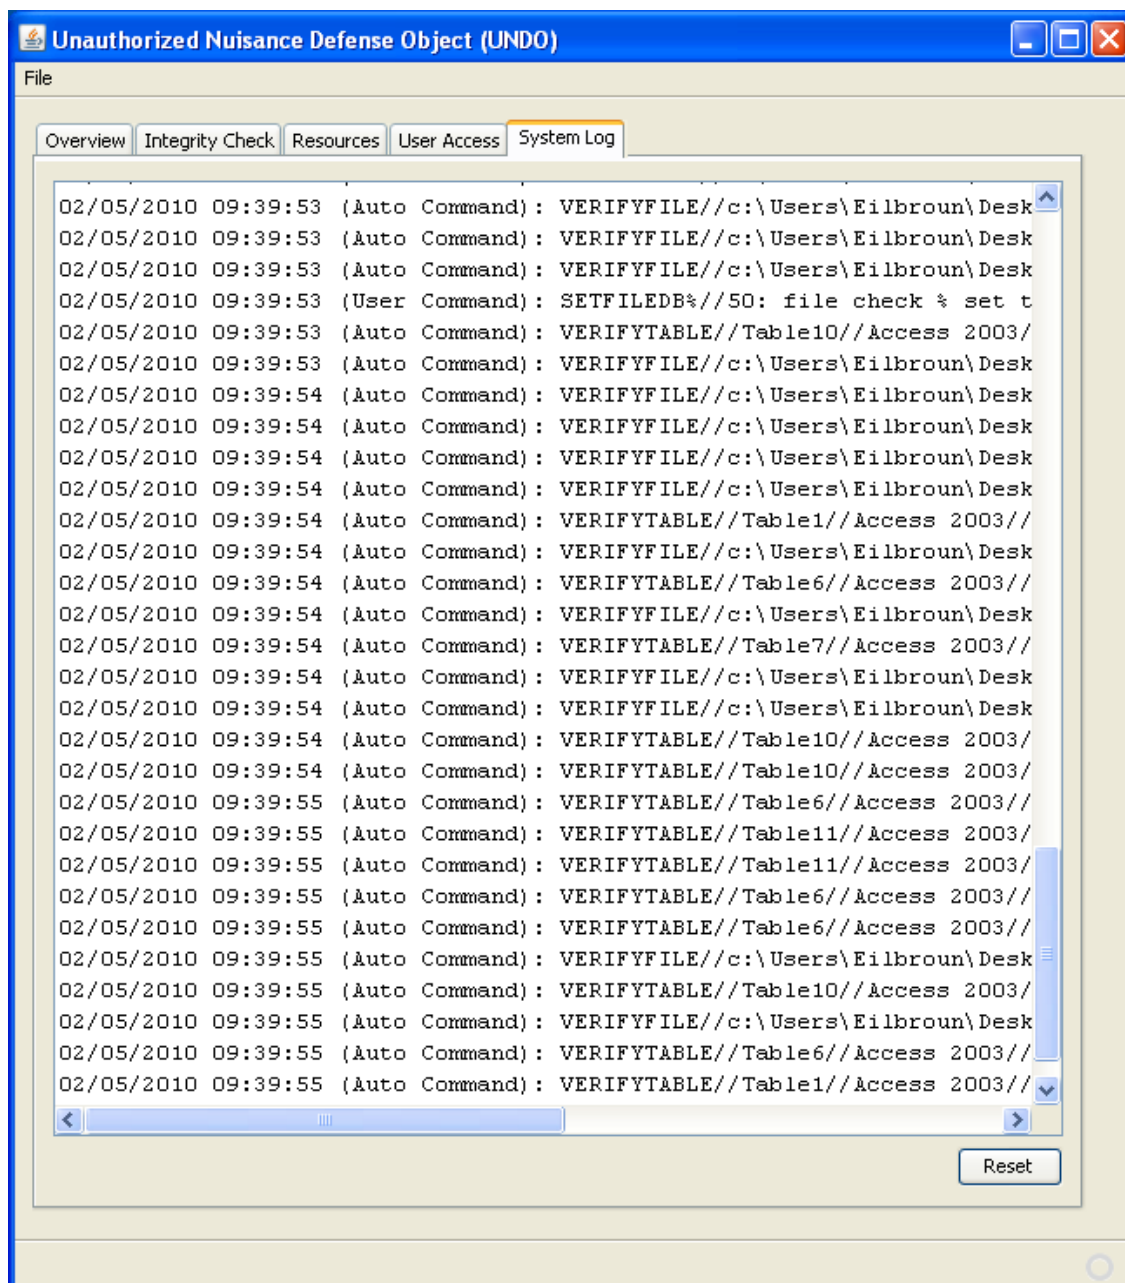 Unauthorized Nuisance Defense Object (UNDO)
File
Overview Integrity Check Resources User Access System Log
02/05/2010 09:39:53 (Auto Command): VERIFYFILE//c:\Users\Eilbroun\Desk
02/05/2010 09:39:53 (Auto Command): VERIFYFILE//c:\Users\Eilbroun\Desk
02/05/2010 09:39:53 (Auto Command): VERIFYFILE//c:\Users\Eilbroun\Desk
02/05/2010 09:39:53 (User Command): SETFILEDB%//50: file check % set t
02/05/2010 09:39:53 (Auto Command): VERIFYTABLE//Table10//Access 2003/
02/05/2010 09:39:53 (Auto Command): VERIFYFILE//c:\Users\Eilbroun\Desk
02/05/2010 09:39:54 (Auto Command): VERIFYFILE//c:\Users\Eilbroun\Desk
02/05/2010 09:39:54 (Auto Command): VERIFYFILE//c:\Users\Eilbroun\Desk
02/05/2010 09:39:54 (Auto Command): VERIFYFILE//c:\Users\Eilbroun\Desk
02/05/2010 09:39:54 (Auto Command): VERIFYFILE//c:\Users\Eilbroun\Desk
02/05/2010 09:39:54 (Auto Command): VERIFYTABLE//Table1//Access 2003//
02/05/2010 09:39:54 (Auto Command): VERIFYFILE//c:\Users\Eilbroun\Desk
02/05/2010 09:39:54 (Auto Command): VERIFYTABLE//Table6//Access 2003//
02/05/2010 09:39:54 (Auto Command): VERIFYFILE//c:\Users\Eilbroun\Desk
02/05/2010 09:39:54 (Auto Command): VERIFYTABLE//Table7//Access 2003//
02/05/2010 09:39:54 (Auto Command): VERIFYFILE//c:\Users\Eilbroun\Desk
02/05/2010 09:39:54 (Auto Command): VERIFYFILE//c:\Users\Eilbroun\Desk
02/05/2010 09:39:54 (Auto Command): VERIFYTABLE//Table10//Access 2003/
02/05/2010 09:39:54 (Auto Command): VERIFYTABLE//Table10//Access 2003/
02/05/2010 09:39:55 (Auto Command): VERIFYTABLE//Table6//Access 2003//
02/05/2010 09:39:55 (Auto Command): VERIFYTABLE//Table11//Access 2003/
02/05/2010 09:39:55 (Auto Command): VERIFYTABLE//Table11//Access 2003/
02/05/2010 09:39:55 (Auto Command): VERIFYTABLE//Table6//Access 2003//
02/05/2010 09:39:55 (Auto Command): VERIFYTABLE//Table6//Access 2003//
02/05/2010 09:39:55 (Auto Command): VERIFYFILE//c:\Users\Eilbroun\Desk
02/05/2010 09:39:55 (Auto Command): VERIFYTABLE//Table10//Access 2003/
02/05/2010 09:39:55 (Auto Command): VERIFYFILE//c:\Users\Eilbroun\Desk
02/05/2010 09:39:55 (Auto Command): VERIFYTABLE//Table6//Access 2003//
02/05/2010 09:39:55 (Auto Command): VERIFYTABLE//Table1//Access 2003//
Reset